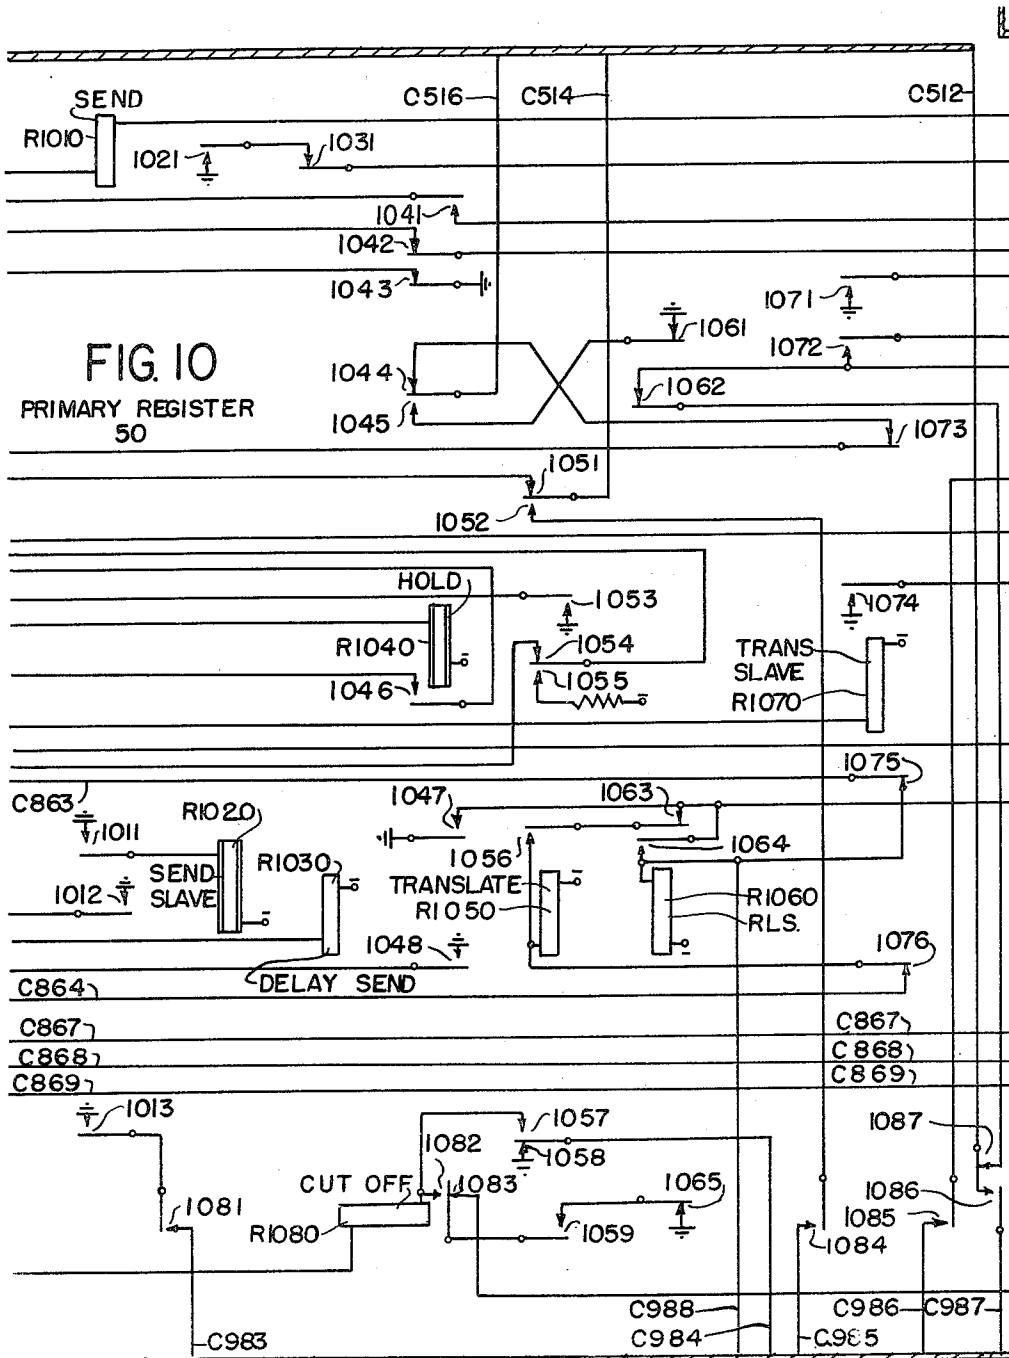 C516
C514
C512
SEND
R1010
1021
1031
1041
1042
1043
1071
1061
1072
FIG. 10
PRIMARY REGISTER
50
1044
1045
1062
1073
1051
1052
HOLD
R1040
1053
1074
1054
1055
1046
TRANS
SLAVE
R1070
C863
1075
1047
1063
1011
R1020
1056
1064
SEND
SLAVE
R1030
1012
TRANSLATE
R1050
R1060
RLS.
1048
1076
DELAY SEND
C864
C867
C867
C868
C868
C869
C869
1013
1057
1087
1082
1058
CUT OFF
1083
1065
1086
1081
R1080
1059
1085
1084
C988
C986
C987
C983
C984
C985